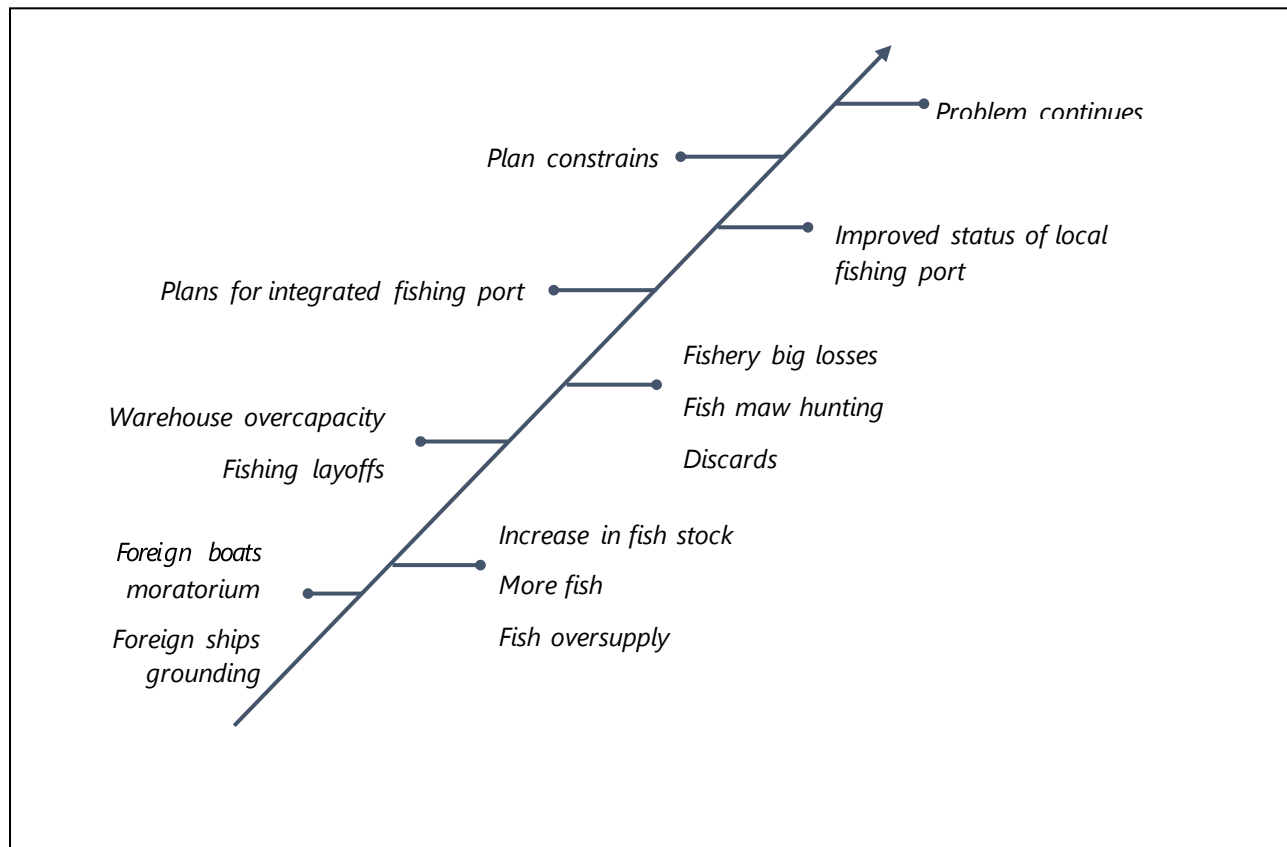 Problem continues
Plan constrains
Improved status of local
fishing port
Plans for integrated fishing port
Fishery big losses
Fish maw hunting
Discards
Warehouse overcapacity
Fishing layoffs
Increase in fish stock
More fish
Fish oversupply
Foreign boats
moratorium
Foreign ships
grounding